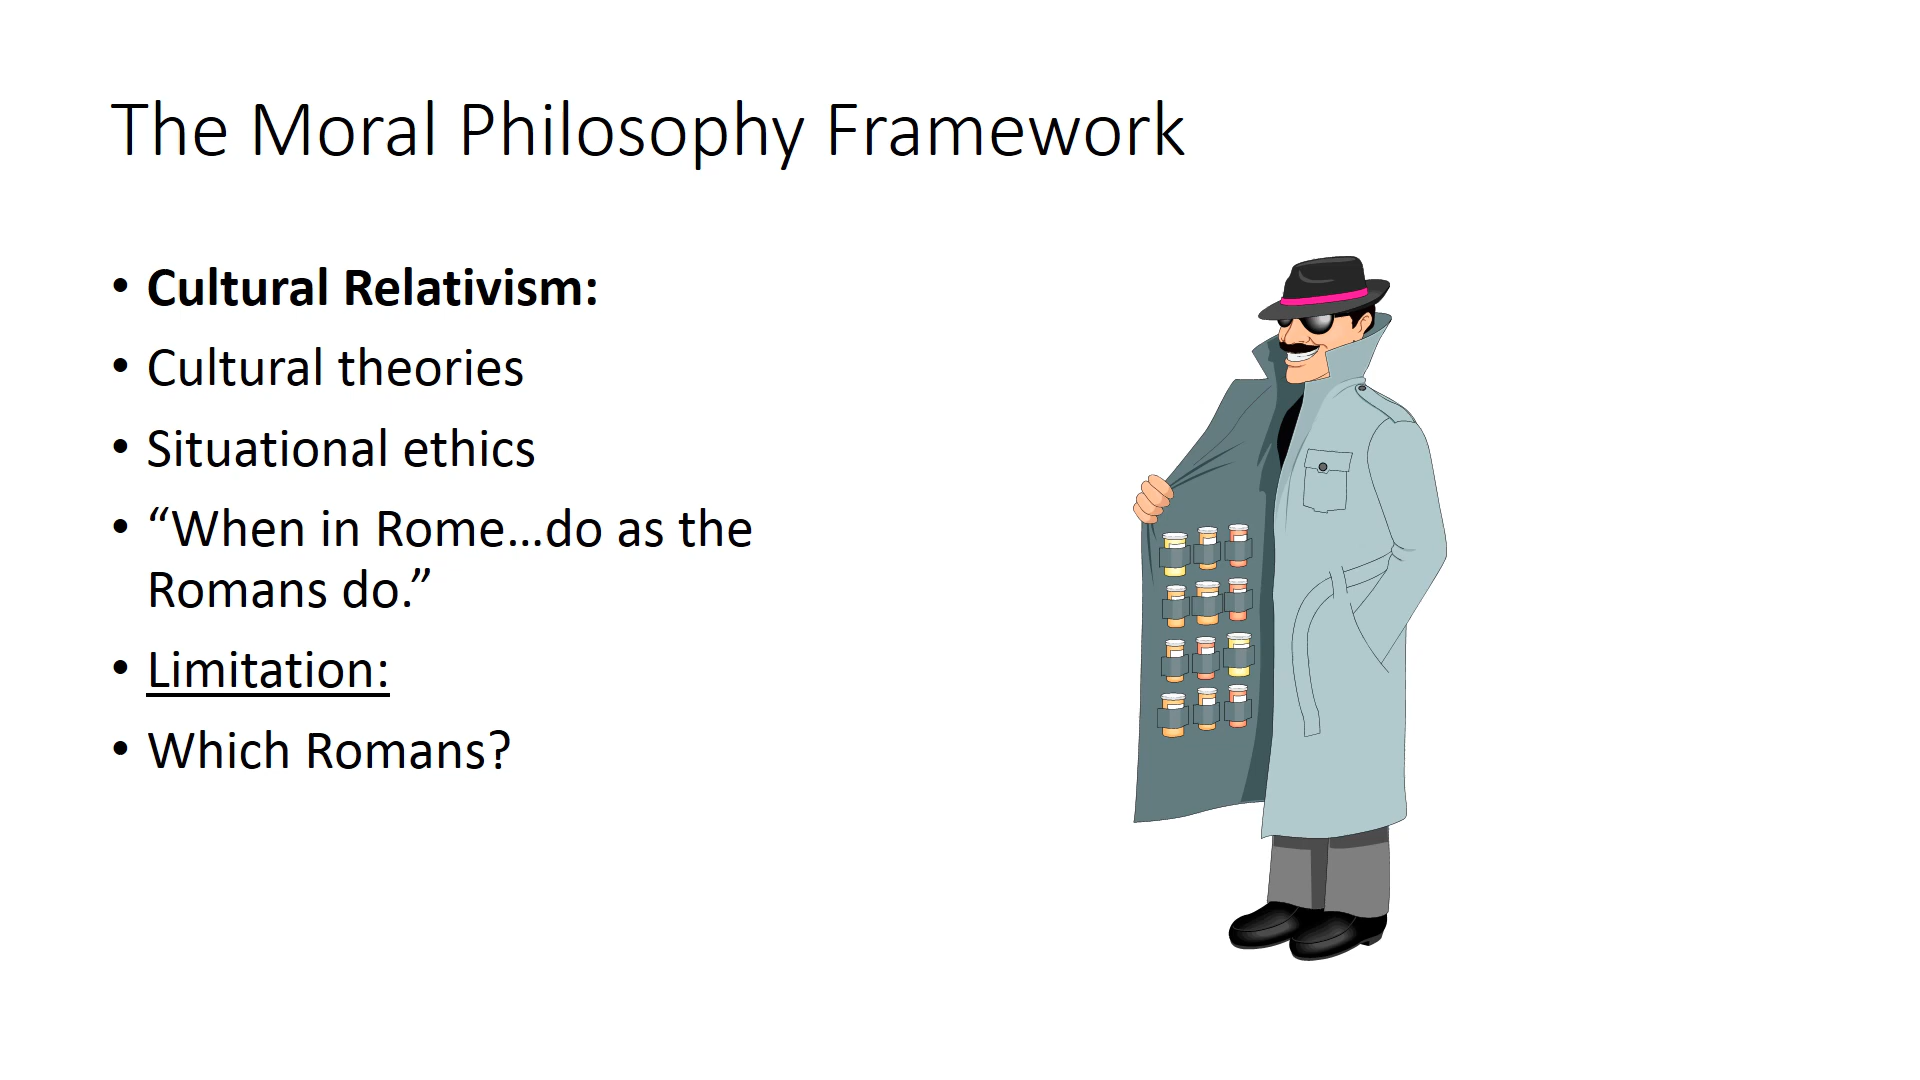 The Moral Philosophy Framework
• Cultural Relativism:
• Cultural theories
• Situational ethics
• “When in Rome…do as the
Romans do.”
• Limitation:
• Which Romans?